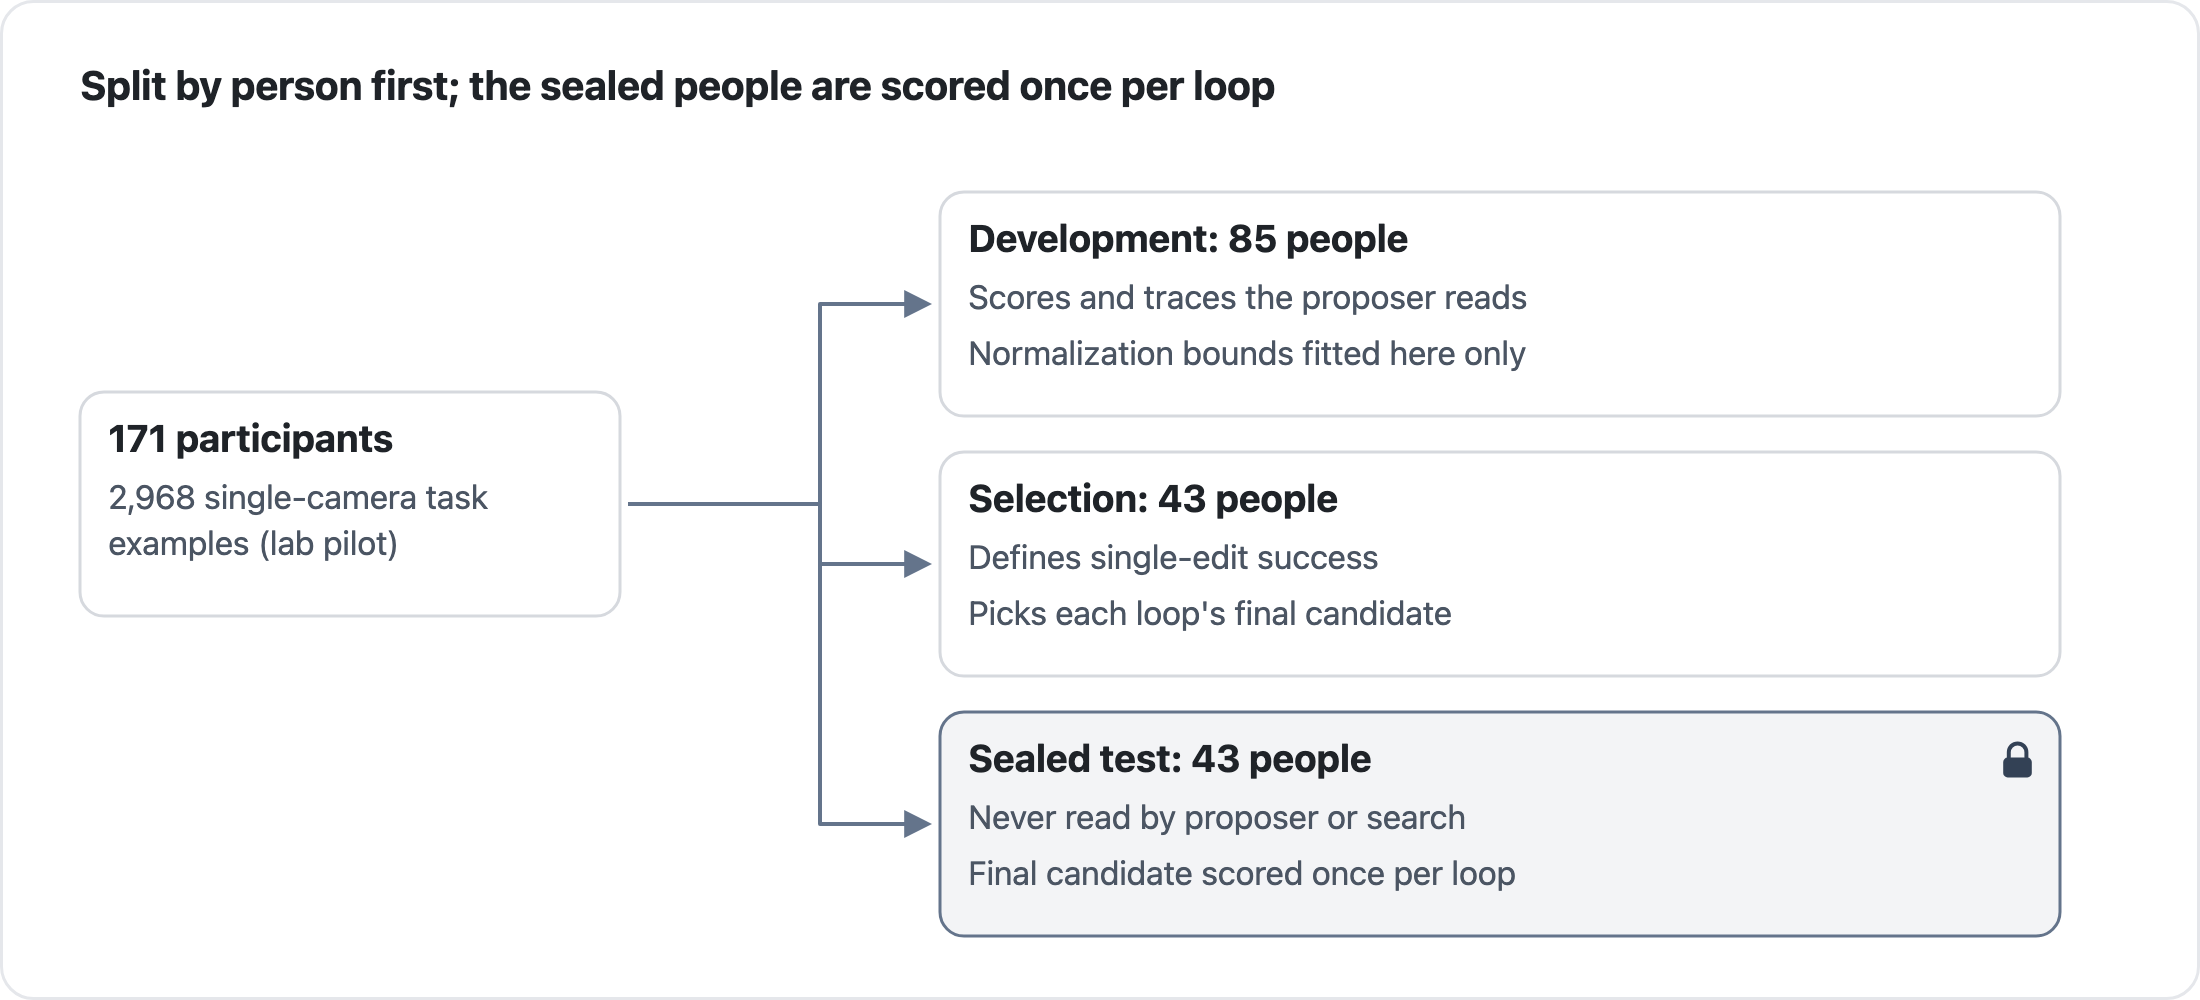 Split by person first; the sealed people are scored once per loop
171 participants
2,968 single-camera task
examples (lab pilot)
Development: 85 people
Scores and traces the proposer reads
Normalization bounds fitted here only
Selection: 43 people
Defines single-edit success
Picks each loop's final candidate
Sealed test: 43 people
Never read by proposer or search
Final candidate scored once per loop